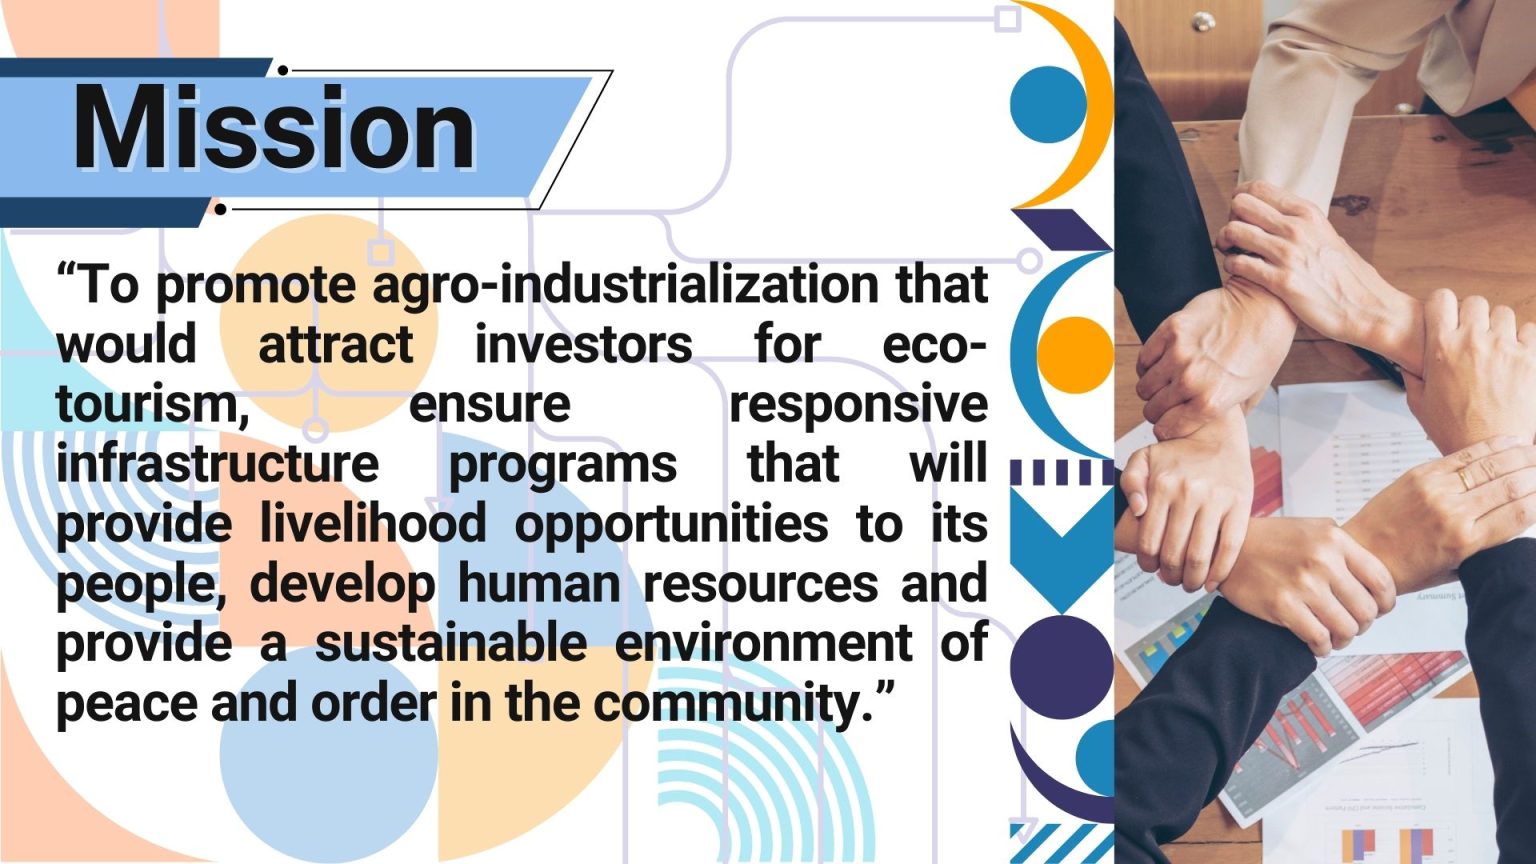 Mission
“To promote agro-industrialization that
would attract investors for eco-
tourism, ensure responsive
infrastructure programs that will
provide livelihood opportunities to its
people, develop human resources and
provide a sustainable environment of
peace and order in the community.”